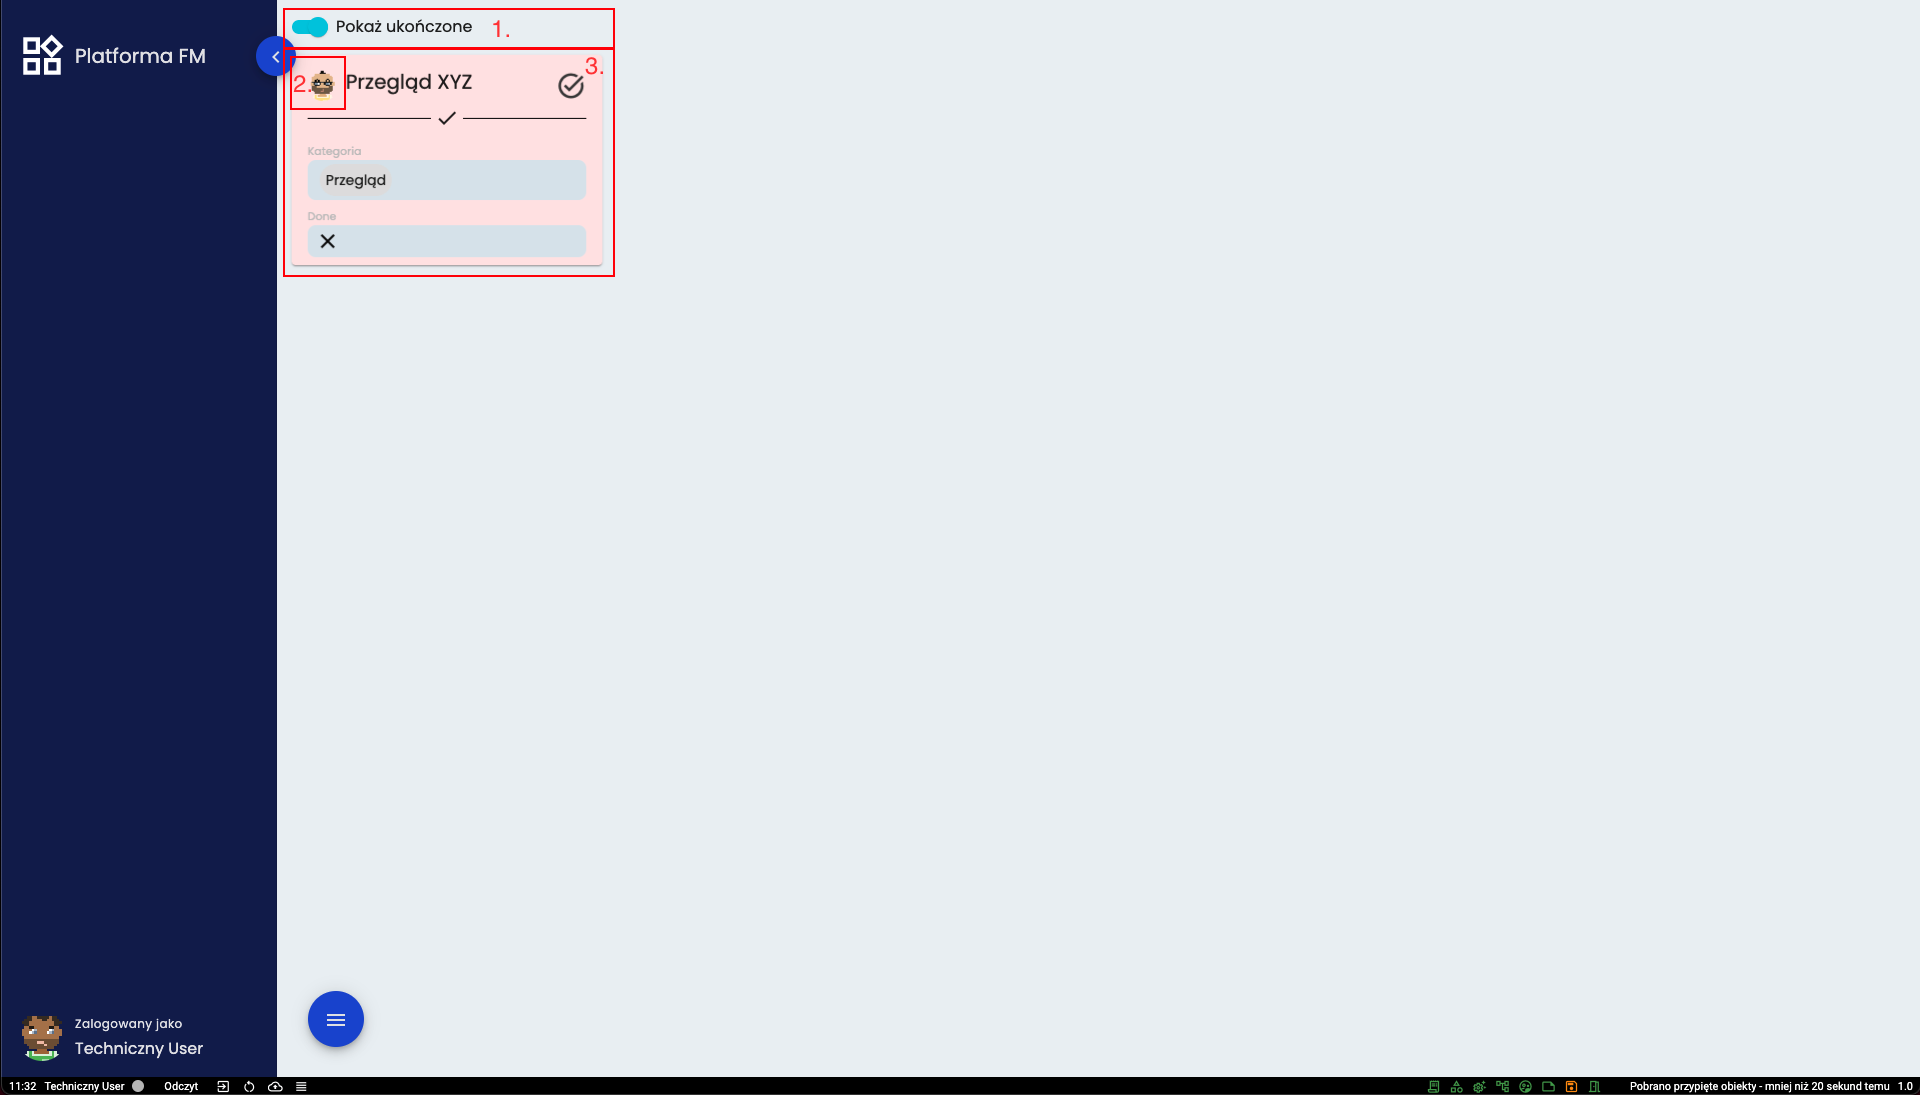 Platforma FM
Pokaż ukończone
1.
2.
Przegląd XYZ
3.
Kategoria
Przegląd
Done
Zalogowany jako
Techniczny User
11:32 Techniczny User Odczyt
Pobrano przypięte obiekty - mniej niż 20 sekund temu 1.0